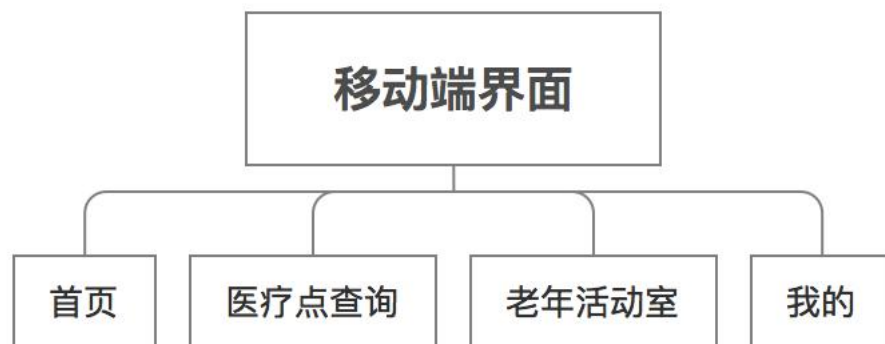 移动端界面
首页
医疗点查询
老年活动室
我的